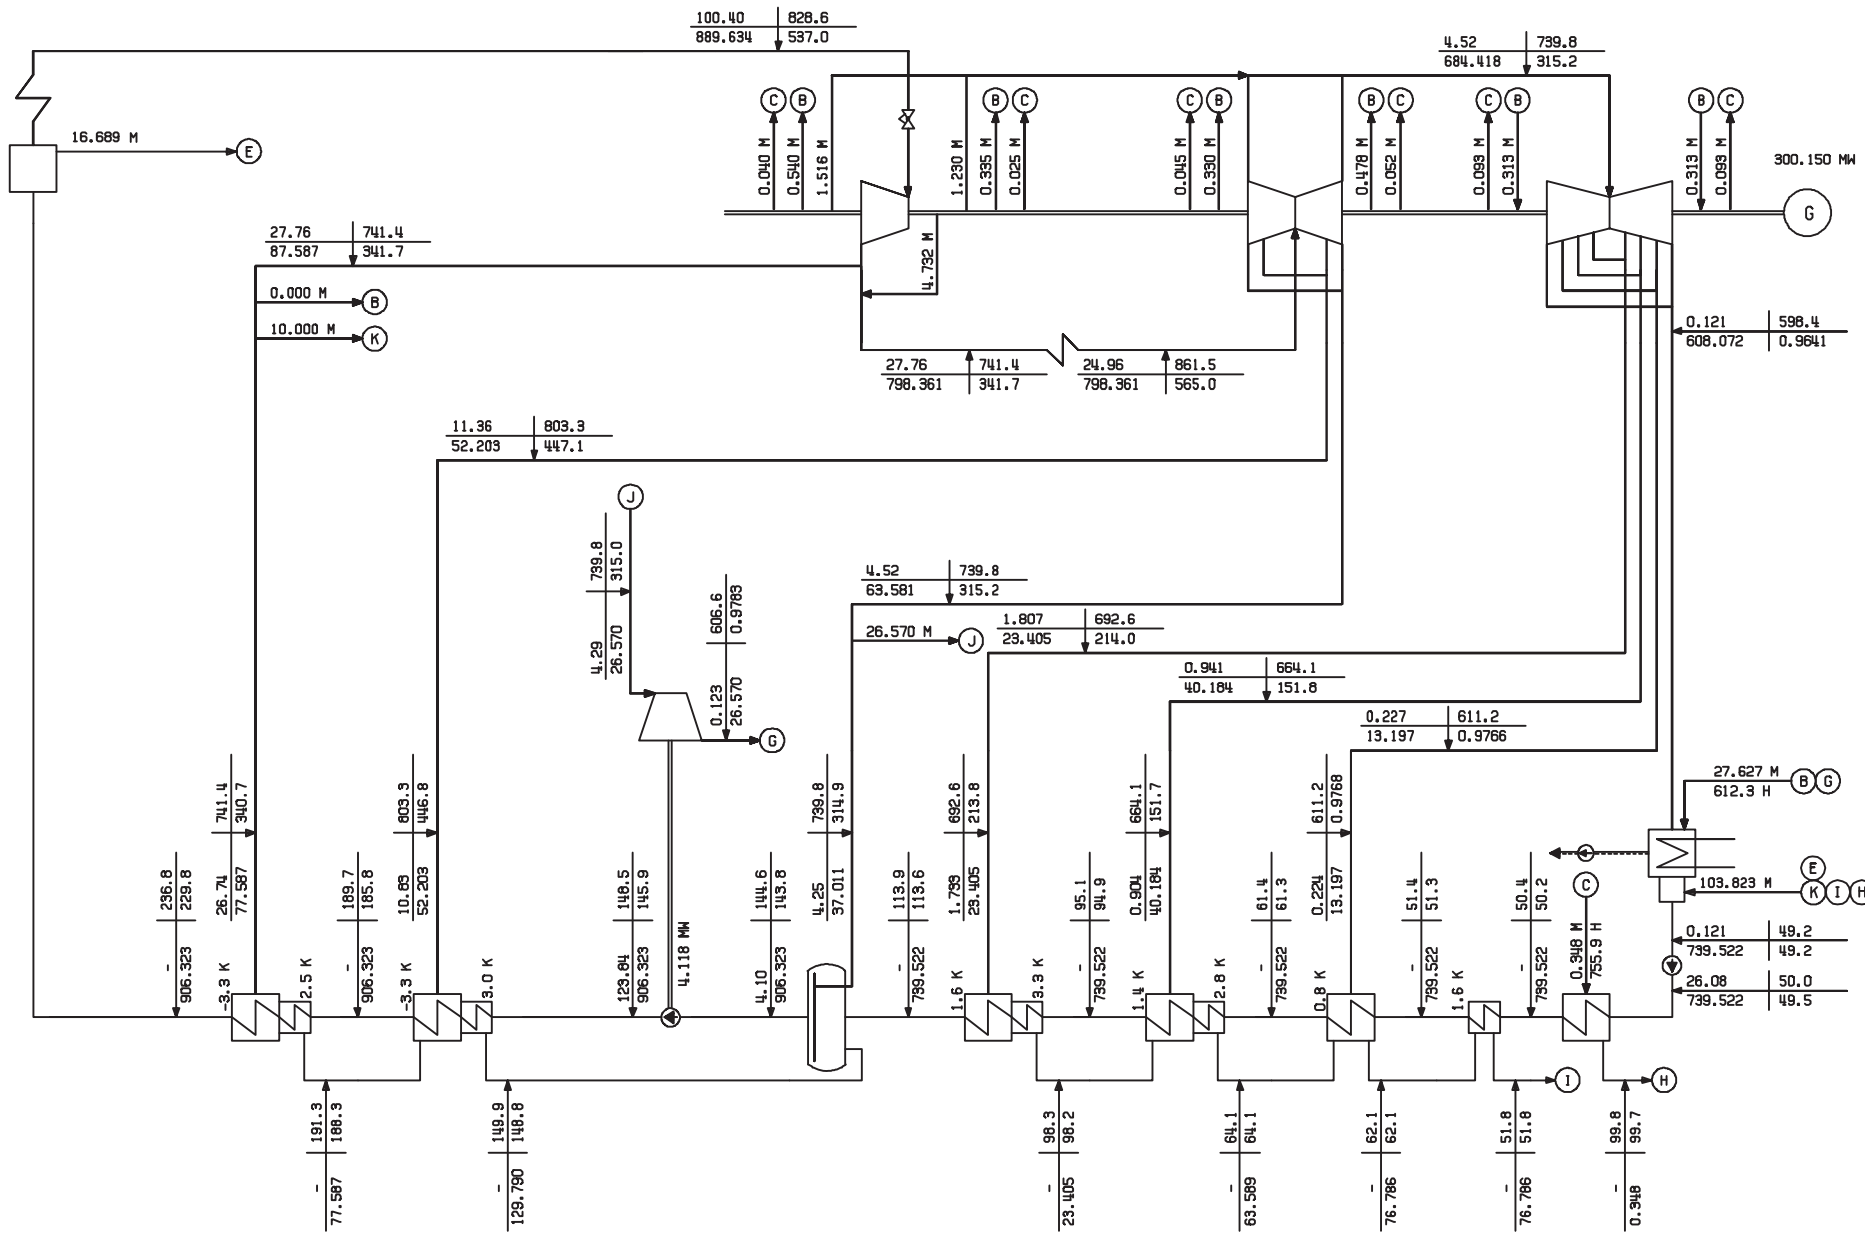 100.40 828.6
889.634 537.0
4.52 739.8
684.418 315.2
16.689 M
E
C B
B C
C B
B C
C B
B C
0.040 M
0.540 M
1.516 M
1.230 M
0.335 M
0.025 M
0.045 M
0.330 M
0.478 M
0.052 M
0.093 M
0.313 M
0.313 M
0.093 M
300.150 MW
G
27.76 741.4
87.587 341.7
4.732 M
0.000 M
B
10.000 M
K
0.121 598.4
608.072 0.9641
27.76 741.4
798.361 341.7
24.96 861.5
798.361 565.0
11.36 803.3
52.203 447.1
J
4.29 739.8
26.570 315.0
0.123 606.6
26.570 0.9783
G
4.52 739.8
63.581 315.2
26.570 M
J
1.807 692.6
23.405 214.0
0.941 664.1
40.184 151.8
0.227 611.2
13.197 0.9766
27.627 M
612.3 H
B G
E
103.823 M
K I H
C
0.348 M
755.9 H
0.121 49.2
739.522 49.2
26.08 50.0
739.522 49.5
26.74 741.4
77.587 340.7
10.83 803.3
52.203 446.8
4.25 739.8
37.011 314.9
1.733 692.6
23.405 213.8
0.904 664.1
40.184 151.7
0.224 611.2
13.197 0.9768
- 236.8
906.323 229.8
- 189.7
906.323 185.8
123.84 148.5
906.323 145.9
4.118 MW
4.10 144.6
906.323 143.8
- 113.9
739.522 113.6
- 95.1
739.522 94.9
- 61.4
739.522 61.3
- 51.4
739.522 51.3
- 50.4
739.522 50.2
-3.3 K
2.5 K
-3.3 K
3.0 K
1.6 K
3.3 K
1.4 K
2.8 K
0.8 K
1.6 K
I
H
- 191.3
77.587 188.3
- 149.9
129.790 148.8
- 98.3
23.405 98.2
- 64.1
63.589 64.1
- 62.1
76.786 62.1
- 51.8
76.786 51.8
- 99.8
0.348 99.7